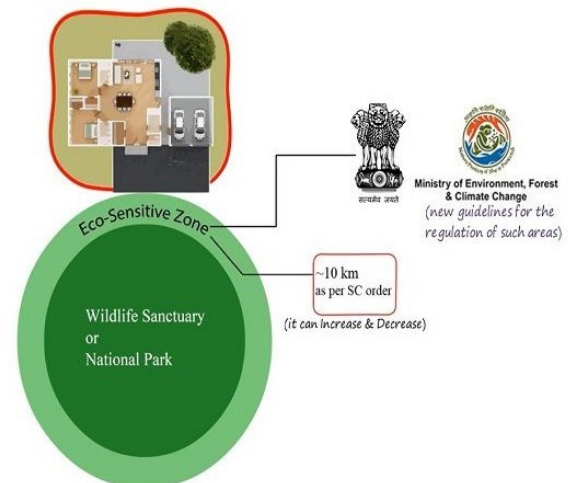 Eco-Sensitive Zone
सत्यमेव जयते
Ministry of Environment, Forest
& Climate Change
(new guidelines for the
regulation of such areas)
~10 km
as per SC order
(it can Increase & Decrease)
Wildlife Sanctuary
or
National Park